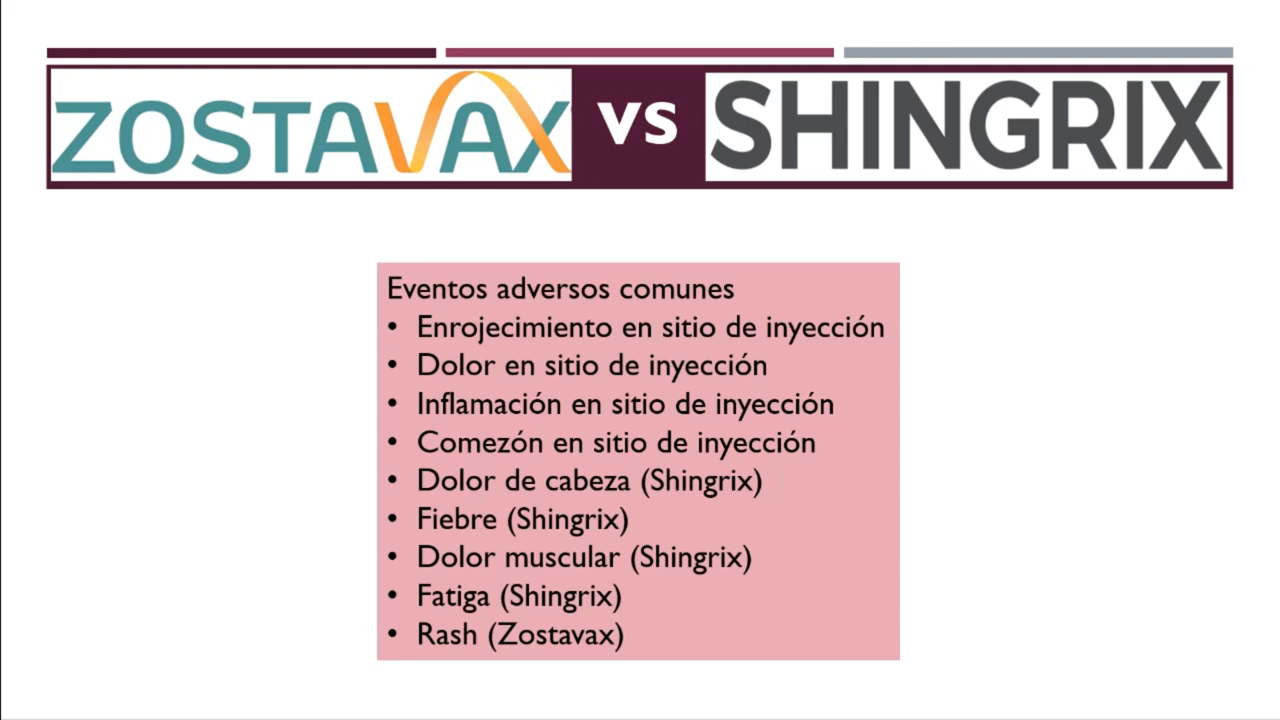 ZOSTAVAX VS SHINGRIX
Eventos adversos comunes
• Enrojecimiento en sitio de inyección
• Dolor en sitio de inyección
• Inflamación en sitio de inyección
• Comezón en sitio de inyección
• Dolor de cabeza (Shingrix)
• Fiebre (Shingrix)
• Dolor muscular (Shingrix)
• Fatiga (Shingrix)
• Rash (Zostavax)